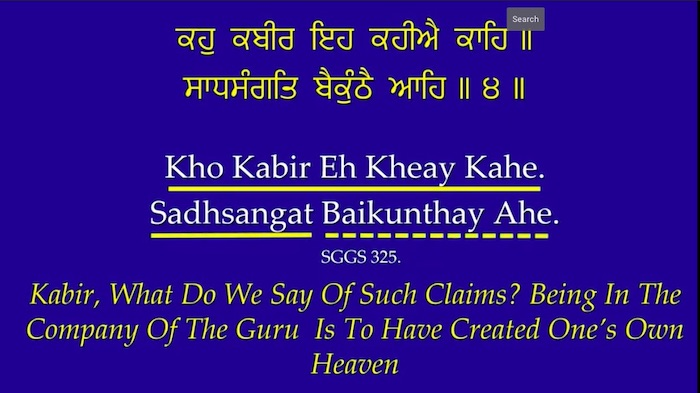 Search
ਕਹੁ ਕਬੀਰ ਇਹ ਕਹੀਐ ਕਾਹਿ ॥
ਸਾਧਸੰਗਤਿ ਬੈਕੁੰਠੈ ਆਹਿ ॥ ੪ ॥
Kho Kabir Eh Kheay Kahe.
Sadhsangat Baikunthay Ahe.
SGGS 325.
Kabir, What Do We Say Of Such Claims? Being In The
Company Of The Guru Is To Have Created One's Own
Heaven